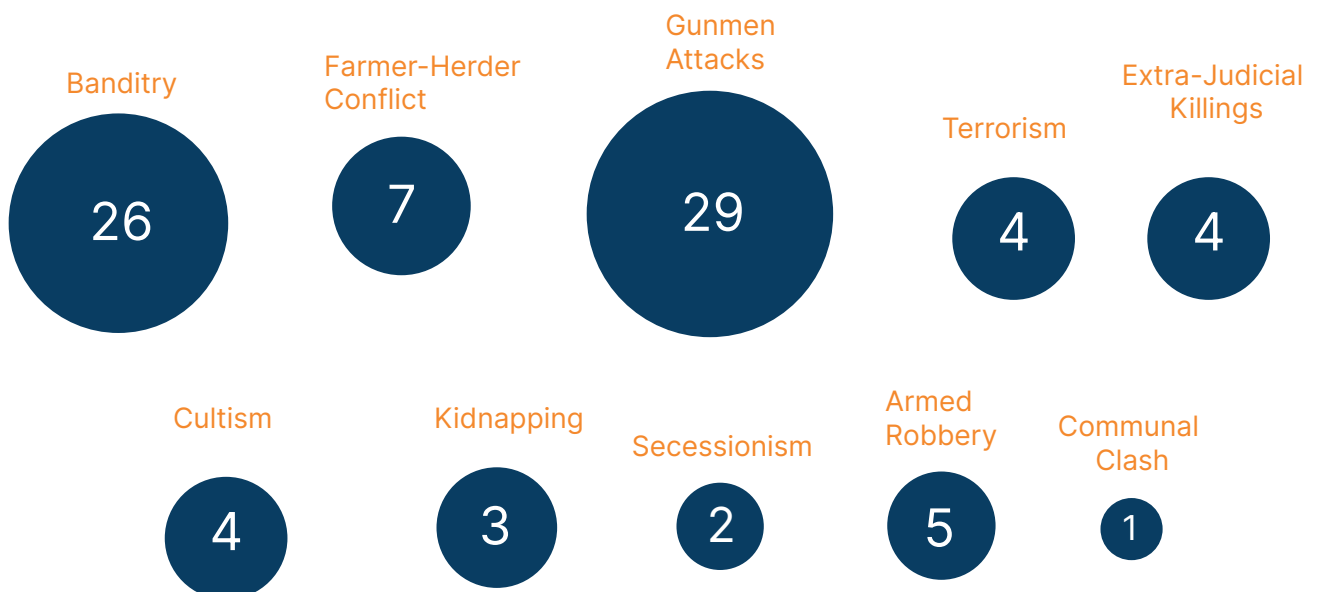 Banditry
26
Farmer-Herder
Conflict
7
Gunmen
Attacks
29
Terrorism
4
Extra-Judicial
Killings
4
Cultism
4
Kidnapping
3
Secessionism
2
Armed
Robbery
5
Communal
Clash
1